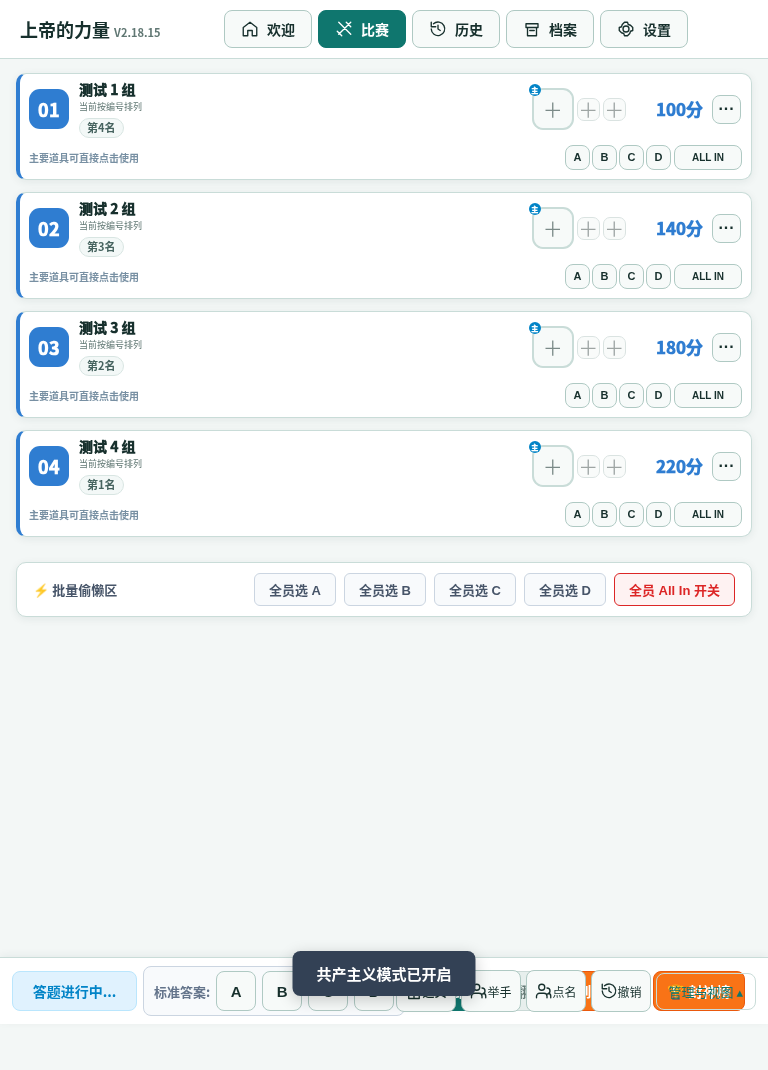 上帝的力量 V2.18.15
欢迎
比赛
历史
档案
设置
01
测试 1 组
当前按编号排列
第4名
主
100分
主要道具可直接点击使用
A B C D ALL IN
02
测试 2 组
当前按编号排列
第3名
主
140分
主要道具可直接点击使用
A B C D ALL IN
03
测试 3 组
当前按编号排列
第2名
主
180分
主要道具可直接点击使用
A B C D ALL IN
04
测试 4 组
当前按编号排列
第1名
主
220分
主要道具可直接点击使用
A B C D ALL IN
⚡ 批量偷懒区
全员选 A
全员选 B
全员选 C
全员选 D
全员 All In 开关
共产主义模式已开启
答题进行中...
标准答案:
A
B
举手
点名
撤销